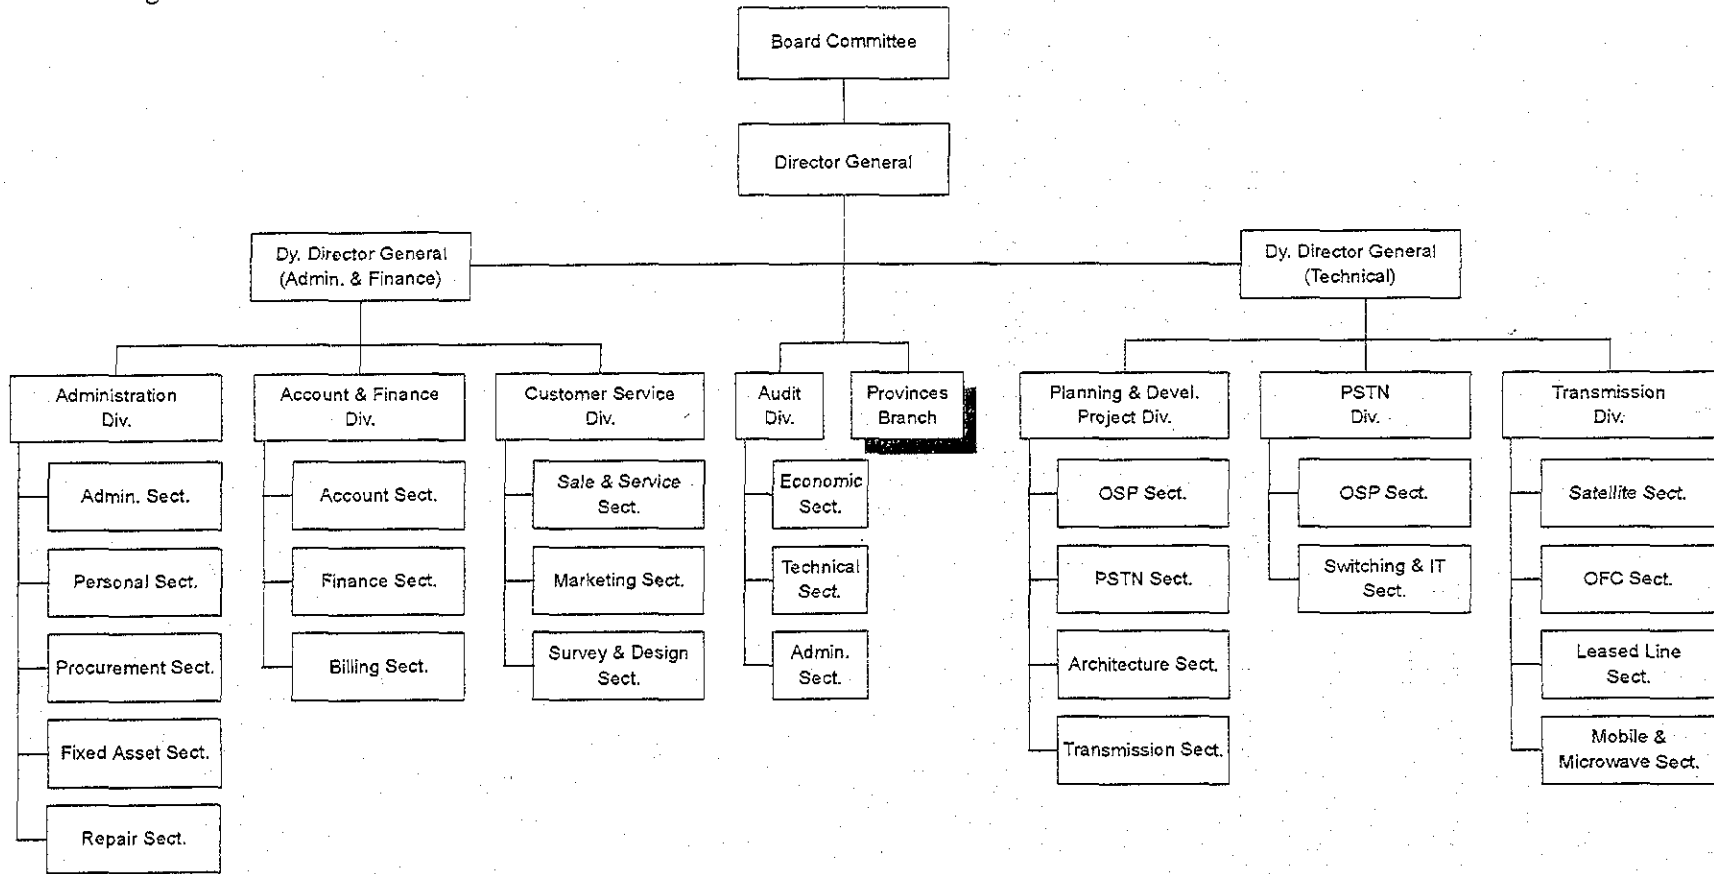 Board Committee
Director General
Dy. Director General
(Admin. & Finance)
Dy. Director General
(Technical)
Administration
Div.
Account & Finance
Div.
Customer Service
Div.
Audit
Div.
Provinces
Branch
Planning & Devel.
Project Div.
PSTN
Div.
Transmission
Div.
Admin. Sect.
Personal Sect.
Procurement Sect.
Fixed Asset Sect.
Repair Sect.
Account Sect.
Finance Sect.
Billing Sect.
Sale & Service
Sect.
Marketing Sect.
Survey & Design
Sect.
Economic
Sect.
Technical
Sect.
Admin.
Sect.
OSP Sect.
PSTN Sect.
Architecture Sect.
Transmission Sect.
OSP Sect.
Switching & IT
Sect.
Satellite Sect.
OFC Sect.
Leased Line
Sect.
Mobile &
Microwave Sect.